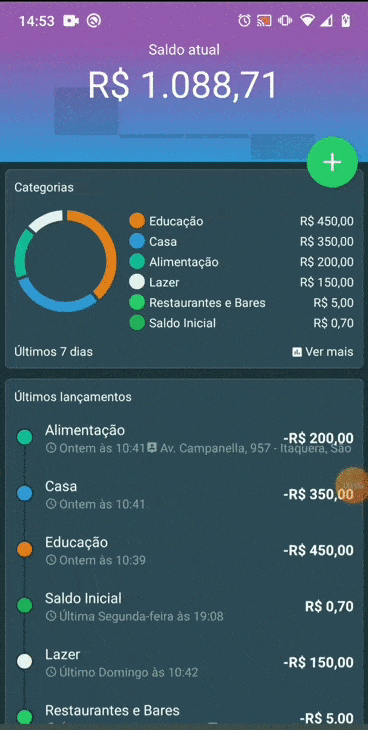 14:53
Saldo atual
R$ 1.088,71
Categorias
Educação R$ 450,00
Casa R$ 350,00
Alimentação R$ 200,00
Lazer R$ 150,00
Restaurantes e Bares R$ 5,00
Saldo Inicial R$ 0,70
Últimos 7 dias Ver mais
Últimos lançamentos
Alimentação
-R$ 200,00
Ontem às 10:41 Av. Campanella, 957 - Itaquera, São
Casa
-R$ 350,00
Ontem às 10:41
Educação
-R$ 450,00
Ontem às 10:39
Saldo Inicial
R$ 0,70
Última Segunda-feira às 19:08
Lazer
-R$ 150,00
Último Domingo às 10:42
Restaurantes e Bares
-R$ 5,00